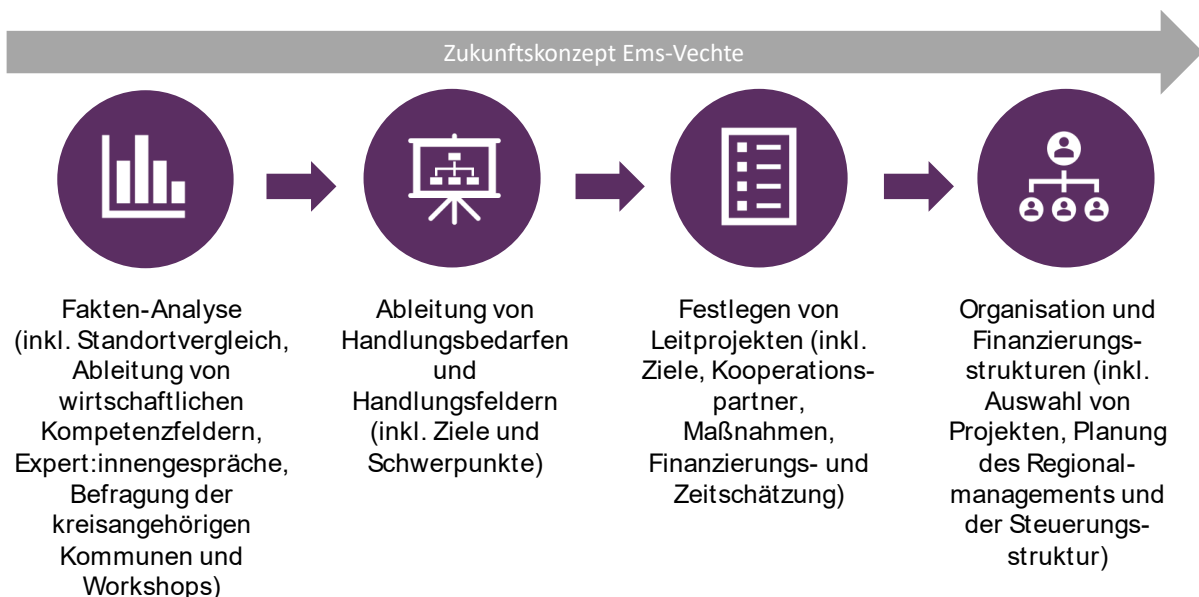 Zukunftskonzept Ems-Vechte
Fakten-Analyse
(inkl. Standortvergleich,
Ableitung von
wirtschaftlichen
Kompetenzfeldern,
Expert:innengespräche,
Befragung der
kreisangehörigen
Kommunen und
Workshops)
Ableitung von
Handlungsbedarfen
und
Handlungsfeldern
(inkl. Ziele und
Schwerpunkte)
Festlegen von
Leitprojekten (inkl.
Ziele, Kooperations-
partner,
Maßnahmen,
Finanzierungs- und
Zeitschätzung)
Organisation und
Finanzierungs-
strukturen (inkl.
Auswahl von
Projekten, Planung
des Regional-
managements und
der Steuerungs-
struktur)